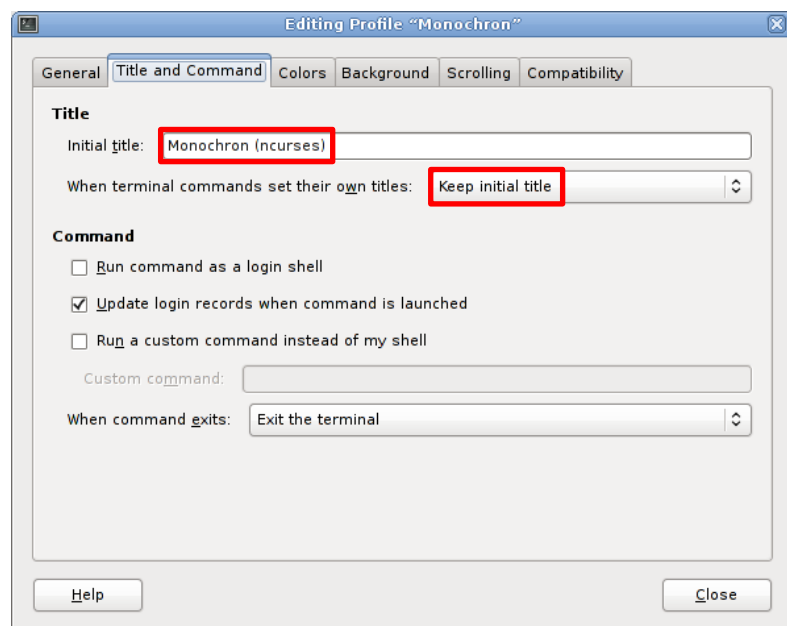 Editing Profile “Monochron”
General Title and Command Colors Background Scrolling Compatibility
Title
Initial title: Monochron (ncurses)
When terminal commands set their own titles: Keep initial title
Command
Run command as a login shell
Update login records when command is launched
Run a custom command instead of my shell
Custom command:
When command exits: Exit the terminal
Help Close